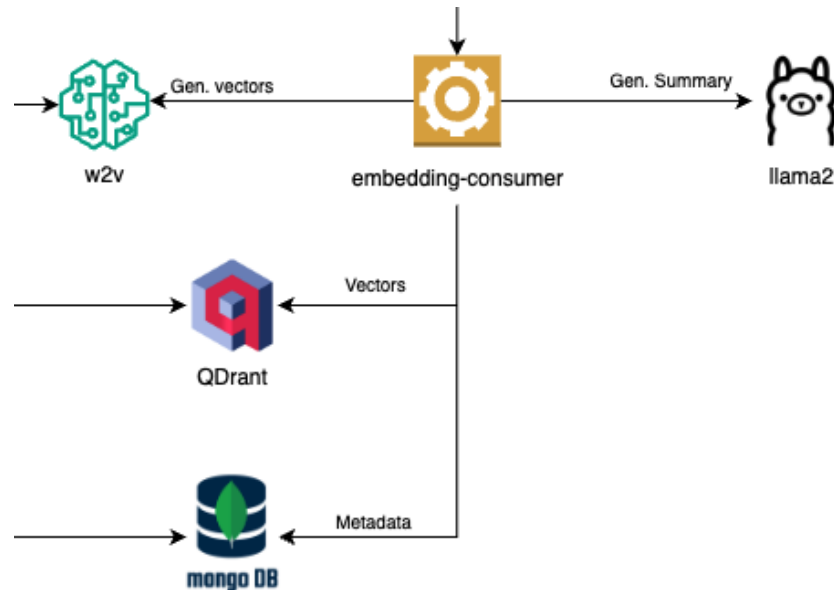 Gen. vectors
Gen. Summary
w2v
embedding-consumer
llama2
Vectors
QDrant
Metadata
mongo DB